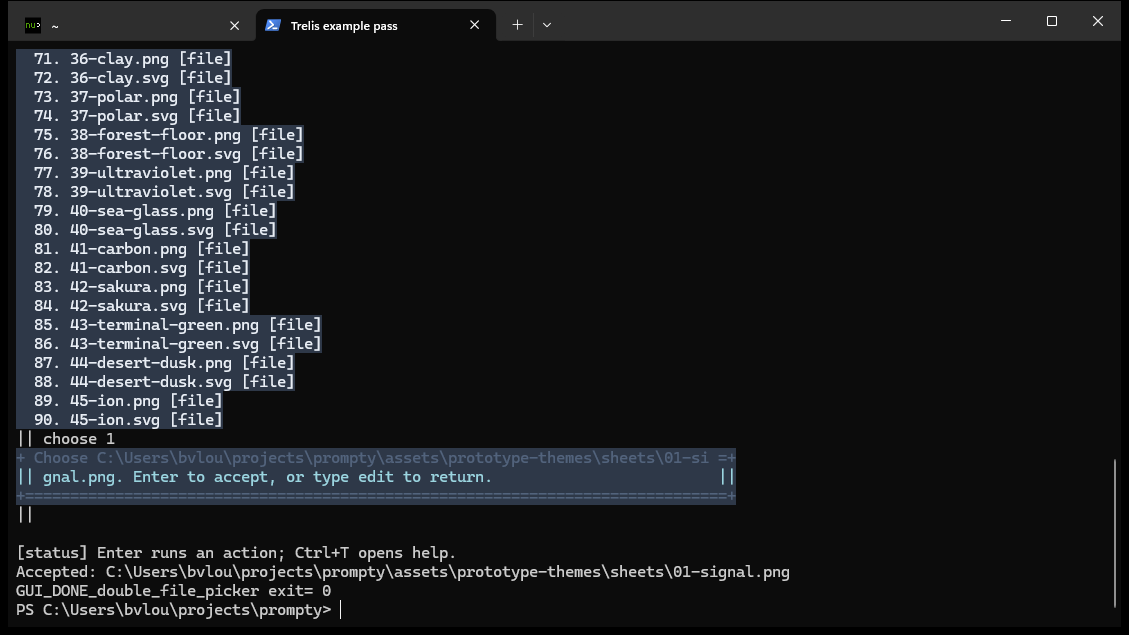 nu> ~
Trelis example pass
71. 36-clay.png [file]
72. 36-clay.svg [file]
73. 37-polar.png [file]
74. 37-polar.svg [file]
75. 38-forest-floor.png [file]
76. 38-forest-floor.svg [file]
77. 39-ultraviolet.png [file]
78. 39-ultraviolet.svg [file]
79. 40-sea-glass.png [file]
80. 40-sea-glass.svg [file]
81. 41-carbon.png [file]
82. 41-carbon.svg [file]
83. 42-sakura.png [file]
84. 42-sakura.svg [file]
85. 43-terminal-green.png [file]
86. 43-terminal-green.svg [file]
87. 44-desert-dusk.png [file]
88. 44-desert-dusk.svg [file]
89. 45-ion.png [file]
90. 45-ion.svg [file]
|| choose 1
+ Choose C:\Users\bvlou\projects\prompty\assets\prototype-themes\sheets\01-si =+
|| gnal.png. Enter to accept, or type edit to return. ||
+==============================================================================+
||
[status] Enter runs an action; Ctrl+T opens help.
Accepted: C:\Users\bvlou\projects\prompty\assets\prototype-themes\sheets\01-signal.png
GUI_DONE_double_file_picker exit= 0
PS C:\Users\bvlou\projects\prompty>